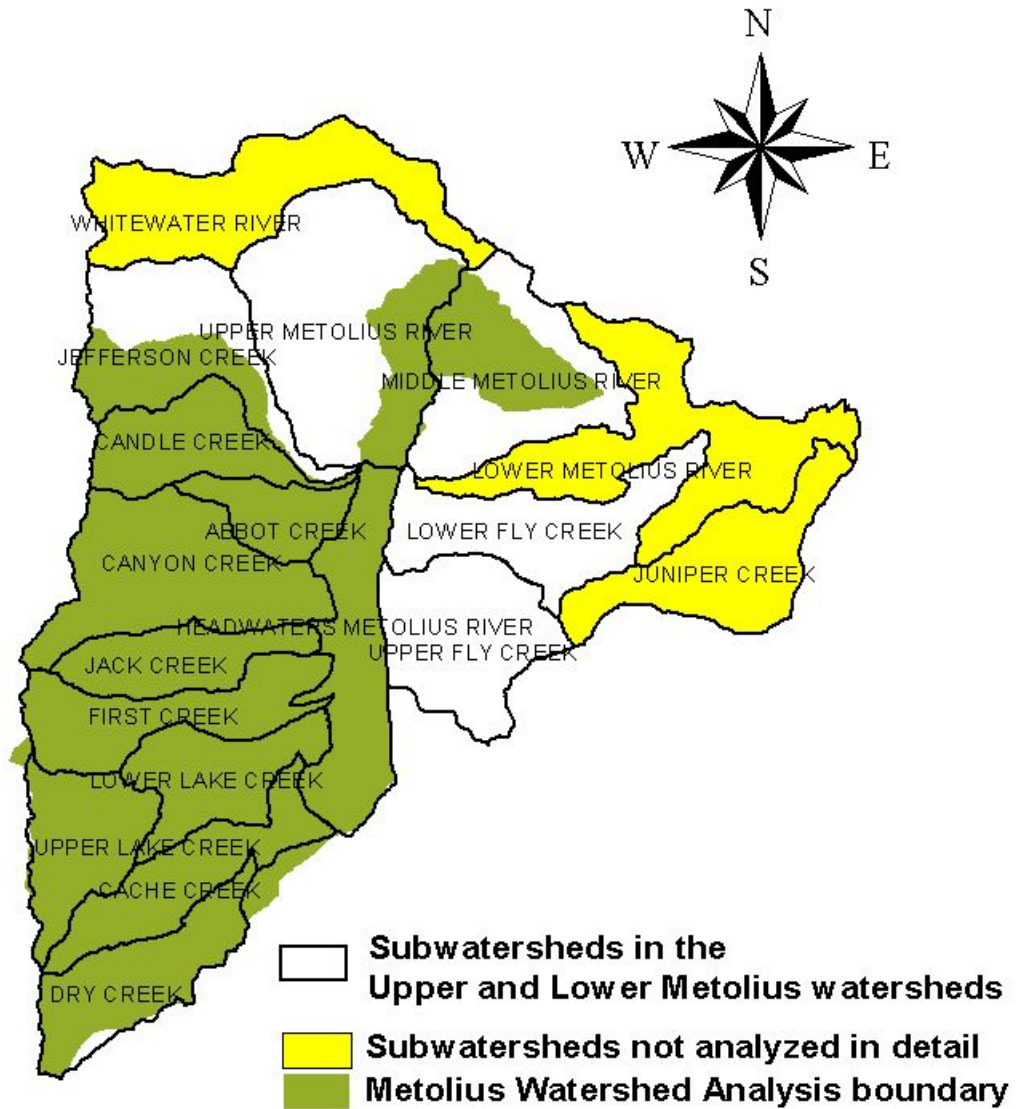 N
W
E
S
WHITEWATER RIVER
UPPER METOLIUS RIVER
JEFFERSON CREEK
MIDDLE METOLIUS RIVER
CANDLE CREEK
LOWER METOLIUS RIVER
ABBOT CREEK
LOWER FLY CREEK
CANYON CREEK
JUNIPER CREEK
HEADWATERS METOLIUS RIVER
UPPER FLY CREEK
JACK CREEK
FIRST CREEK
LOWER LAKE CREEK
UPPER LAKE CREEK
CACHE CREEK
DRY CREEK
Subwatersheds in the
Upper and Lower Metolius watersheds
Subwatersheds not analyzed in detail
Metolius Watershed Analysis boundary